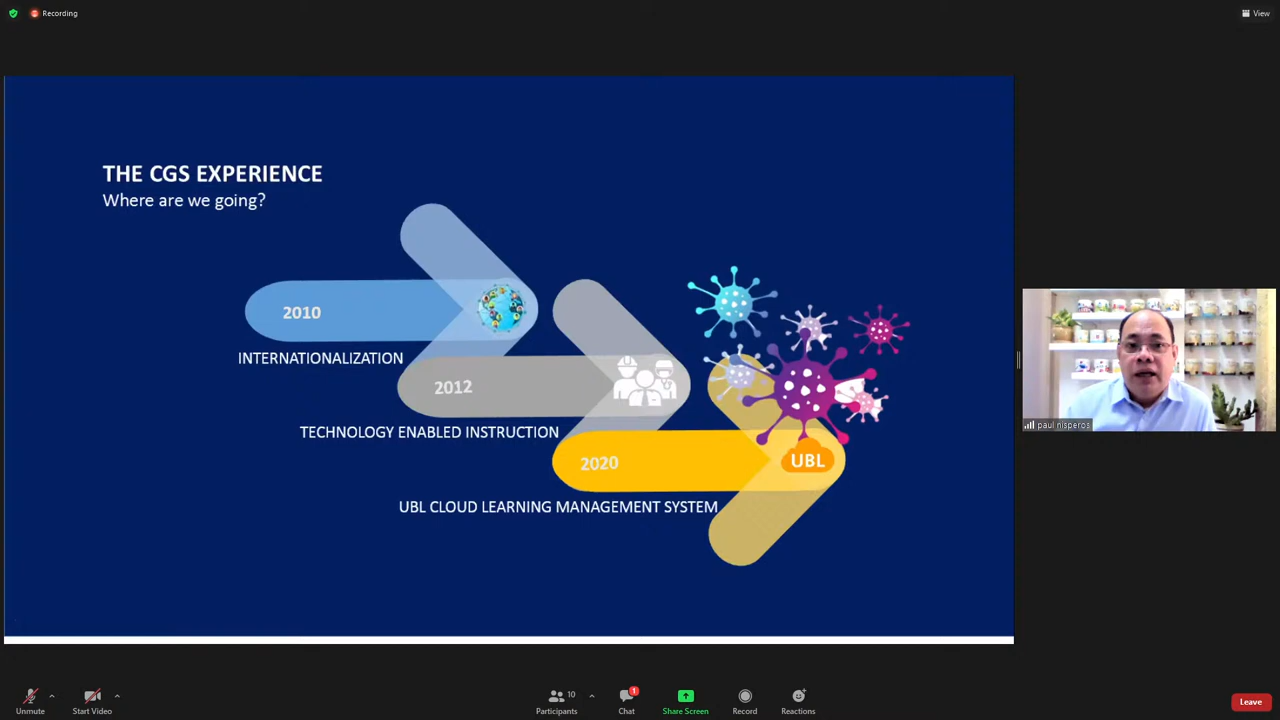 Recording
View
THE CGS EXPERIENCE
Where are we going?
2010
INTERNATIONALIZATION
2012
TECHNOLOGY ENABLED INSTRUCTION
2020
UBL
UBL CLOUD LEARNING MANAGEMENT SYSTEM
paul nisperos
10
1
Unmute
Start Video
Participants
Chat
Share Screen
Record
Reactions
Leave